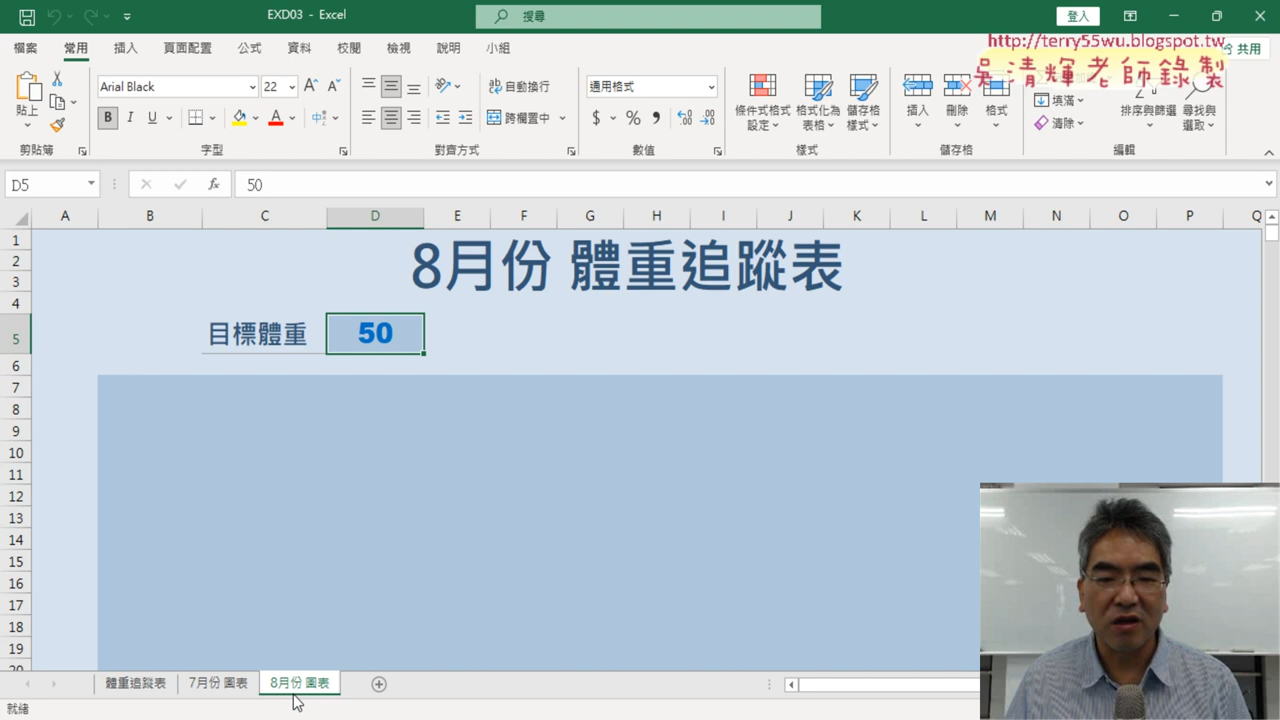 EXD03 - Excel
搜尋
登入
http://terry55wu.blogspot.tw
吳清輝老師錄製
檔案 常用 插入 頁面配置 公式 資料 校閱 檢視 說明 小組 共用
貼上
Arial Black 22
B I U
自動換行
跨欄置中
通用格式
$ % 9
條件式格式設定
格式化為表格
儲存格樣式
插入
刪除
格式
填滿
清除
排序與篩選
尋找與選取
剪貼簿 字型 對齊方式 數值 樣式 儲存格 編輯
D5 fx 50
A B C D E F G H I J K L M N O P Q
1
2
3
8月份 體重追蹤表
4
5 目標體重 50
6
7
8
9
10
11
12
13
14
15
16
17
18
19
體重追蹤表 7月份 圖表 8月份 圖表
就緒